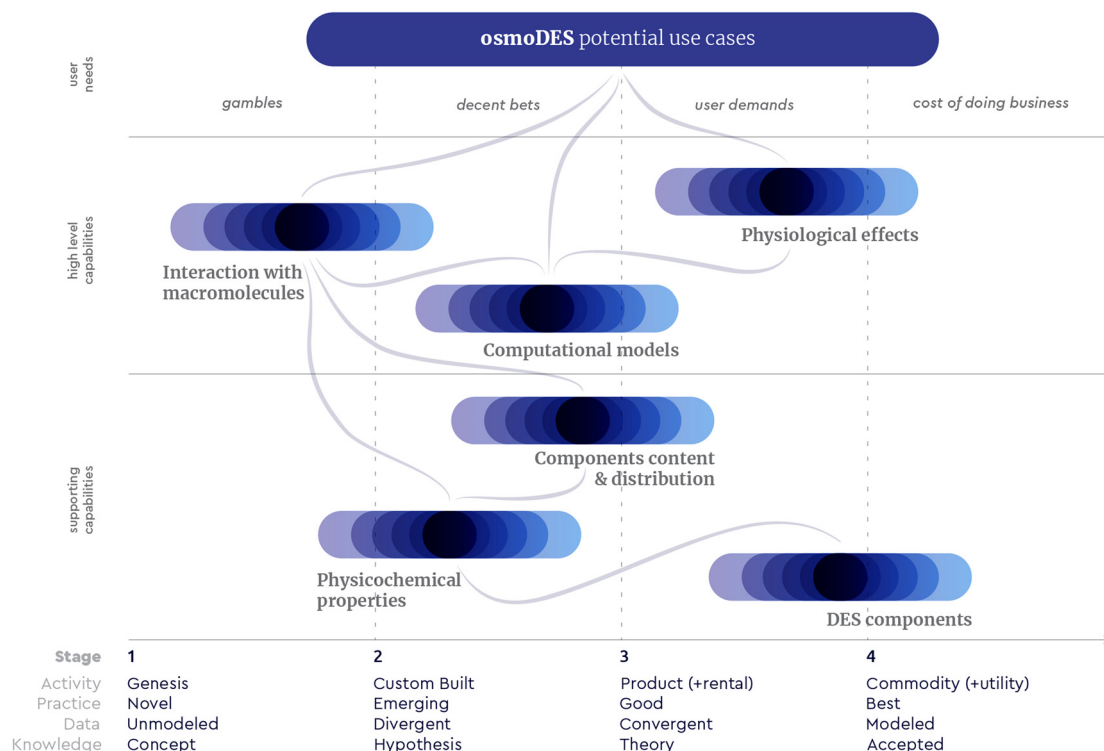 osmoDES potential use cases
user
needs
gambles
decent bets
user demands
cost of doing business
high level
capabilities
Physiological effects
Interaction with
macromolecules
Computational models
supporting
capabilities
Components content
& distribution
Physicochemical
properties
DES components
Stage 1 2 3 4
Activity Genesis Custom Built Product (+rental) Commodity (+utility)
Practice Novel Emerging Good Best
Data Unmodeled Divergent Convergent Modeled
Knowledge Concept Hypothesis Theory Accepted